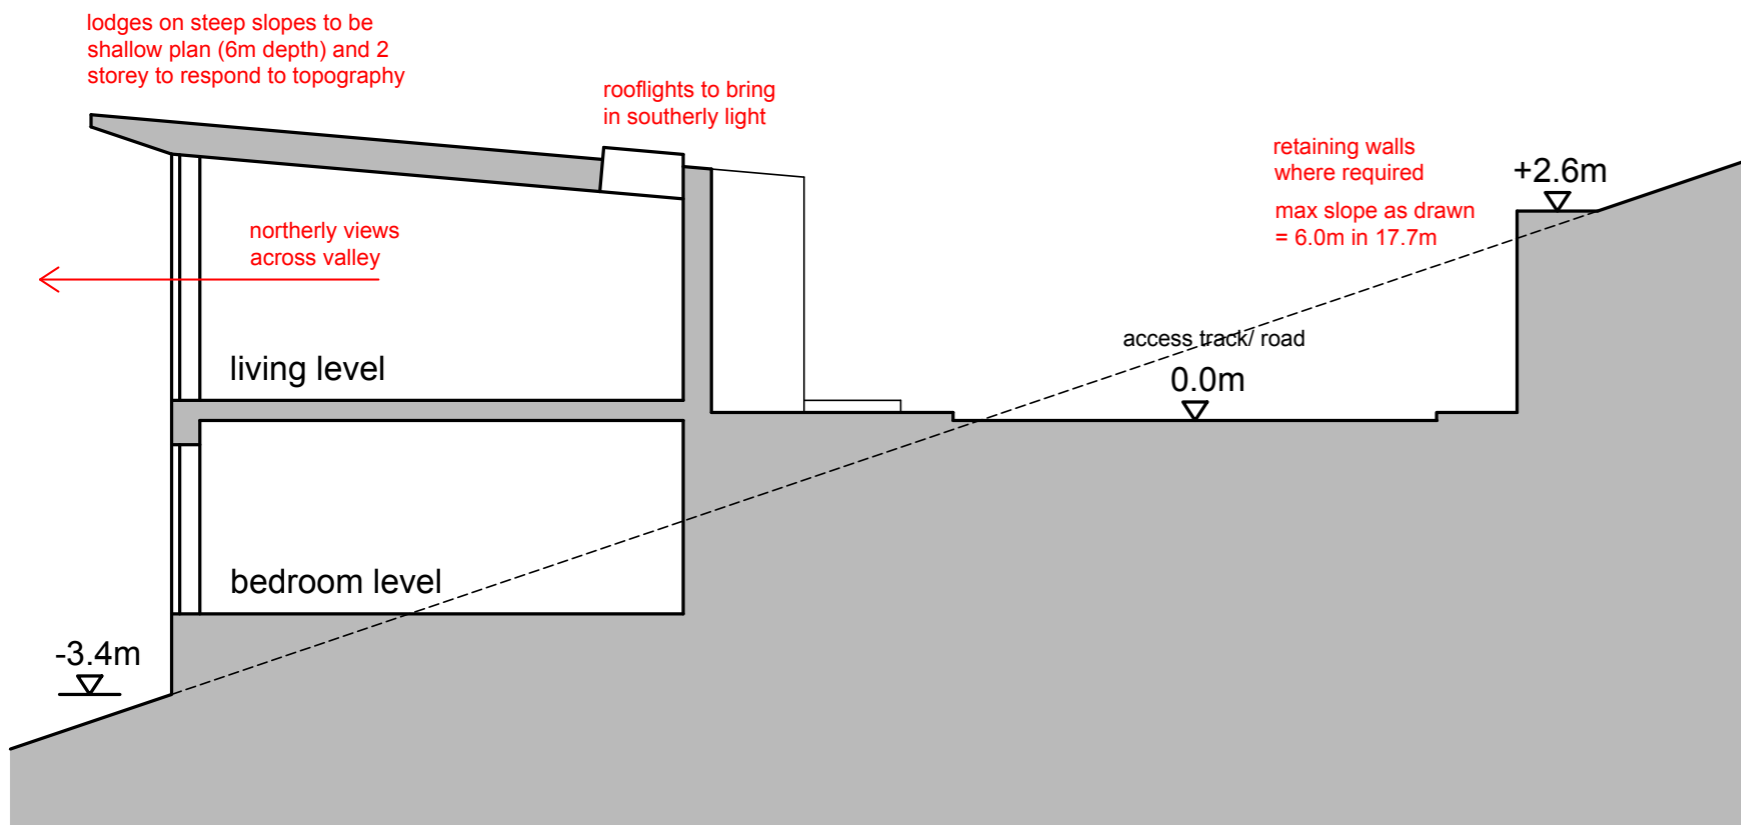 lodges on steep slopes to be
shallow plan (6m depth) and 2
storey to respond to topography
rooflights to bring
in southerly light
retaining walls
where required
+2.6m
max slope as drawn
= 6.0m in 17.7m
northerly views
across valley
access track/ road
living level
0.0m
bedroom level
-3.4m